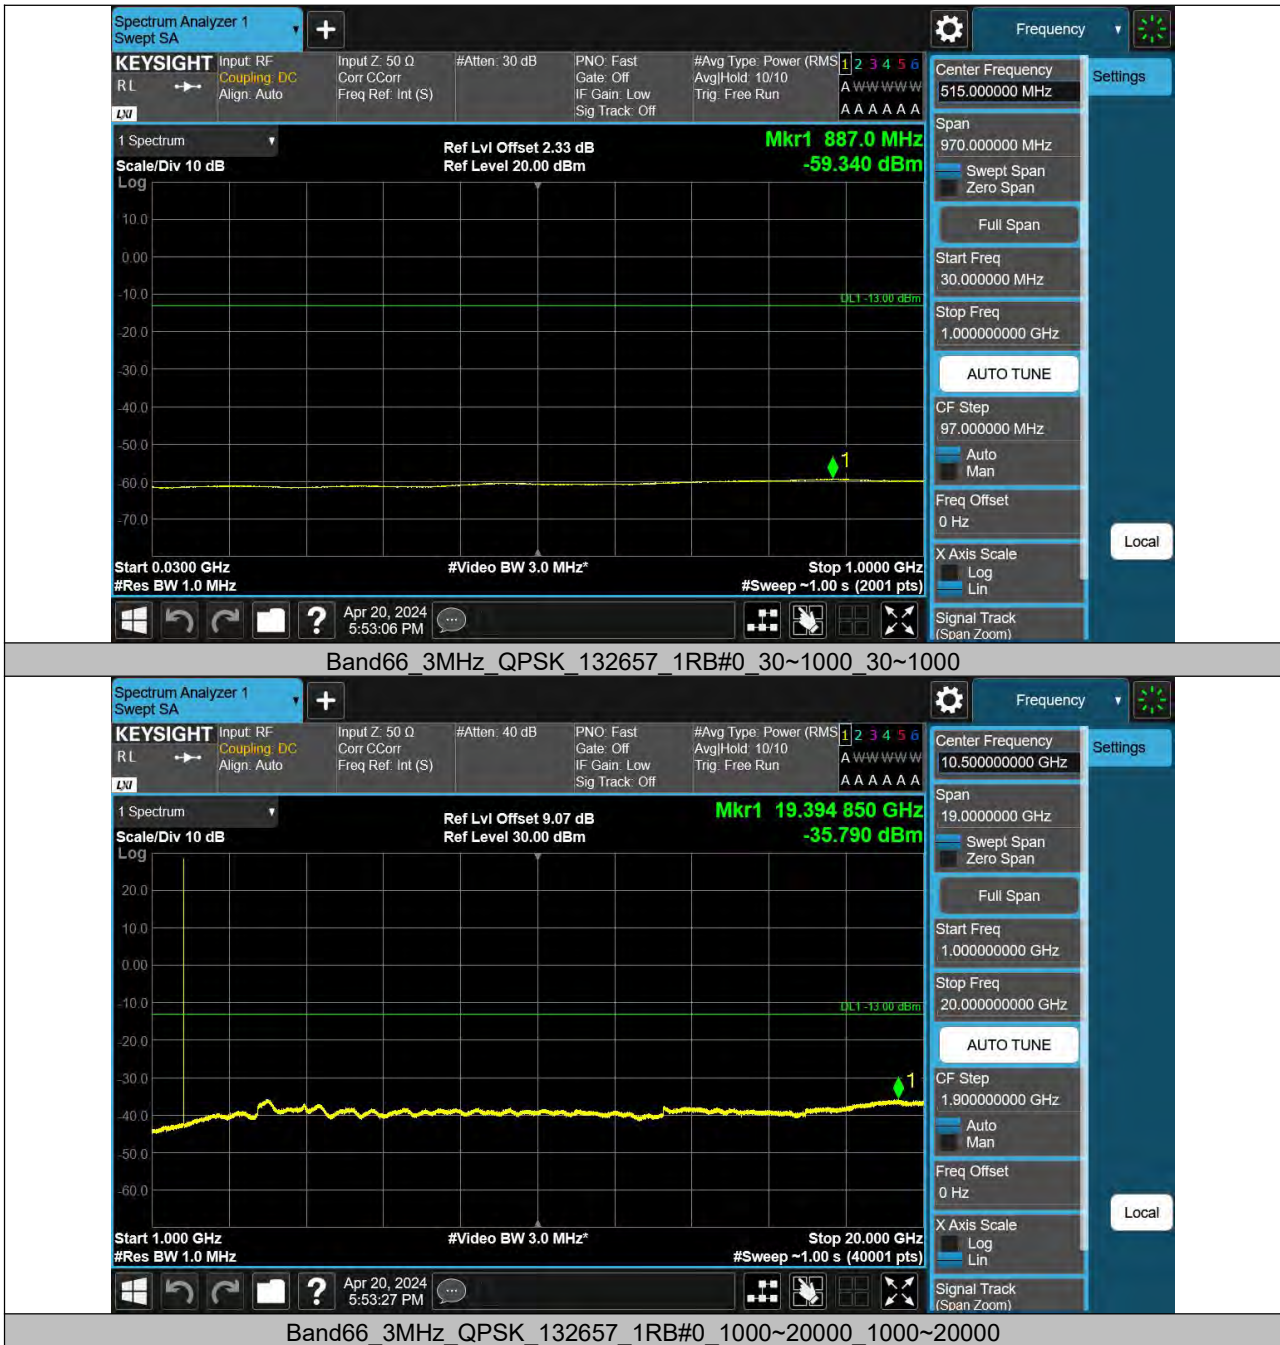 Spectrum Analyzer 1
Swept SA
Frequency
KEYSIGHT
RL
LXI
Input: RF
Coupling: DC
Align: Auto
Input Z: 50 Ω
Corr CCorr
Freq Ref: Int (S)
#Atten: 30 dB
PNO: Fast
Gate: Off
IF Gain: Low
Sig Track: Off
#Avg Type: Power (RMS
Avg|Hold: 10/10
Trig: Free Run
1 2 3 4 5 6
A W W W W W
A A A A A A
1 Spectrum
Scale/Div 10 dB
Ref Lvl Offset 2.33 dB
Ref Level 20.00 dBm
Mkr1 887.0 MHz
-59.340 dBm
Log
10.0
0.00
-10.0
-20.0
-30.0
-40.0
-50.0
-60.0
-70.0
DL1 -13.00 dBm
1
Start 0.0300 GHz
#Res BW 1.0 MHz
#Video BW 3.0 MHz*
Stop 1.0000 GHz
#Sweep ~1.00 s (2001 pts)
Apr 20, 2024
5:53:06 PM
Center Frequency
515.000000 MHz
Span
970.000000 MHz
Swept Span
Zero Span
Full Span
Start Freq
30.000000 MHz
Stop Freq
1.000000000 GHz
AUTO TUNE
CF Step
97.000000 MHz
Auto
Man
Freq Offset
0 Hz
X Axis Scale
Log
Lin
Signal Track
(Span Zoom)
Settings
Local
Band66_3MHz_QPSK_132657_1RB#0_30~1000_30~1000
Spectrum Analyzer 1
Swept SA
Frequency
KEYSIGHT
RL
LXI
Input: RF
Coupling: DC
Align: Auto
Input Z: 50 Ω
Corr CCorr
Freq Ref: Int (S)
#Atten: 40 dB
PNO: Fast
Gate: Off
IF Gain: Low
Sig Track: Off
#Avg Type: Power (RMS
Avg|Hold: 10/10
Trig: Free Run
1 2 3 4 5 6
A W W W W W
A A A A A A
1 Spectrum
Scale/Div 10 dB
Ref Lvl Offset 9.07 dB
Ref Level 30.00 dBm
Mkr1 19.394 850 GHz
-35.790 dBm
Log
20.0
10.0
0.00
-10.0
-20.0
-30.0
-40.0
-50.0
-60.0
DL1 -13.00 dBm
1
Start 1.000 GHz
#Res BW 1.0 MHz
#Video BW 3.0 MHz*
Stop 20.000 GHz
#Sweep ~1.00 s (40001 pts)
Apr 20, 2024
5:53:27 PM
Center Frequency
10.500000000 GHz
Span
19.0000000 GHz
Swept Span
Zero Span
Full Span
Start Freq
1.000000000 GHz
Stop Freq
20.000000000 GHz
AUTO TUNE
CF Step
1.900000000 GHz
Auto
Man
Freq Offset
0 Hz
X Axis Scale
Log
Lin
Signal Track
(Span Zoom)
Settings
Local
Band66_3MHz_QPSK_132657_1RB#0_1000~20000_1000~20000